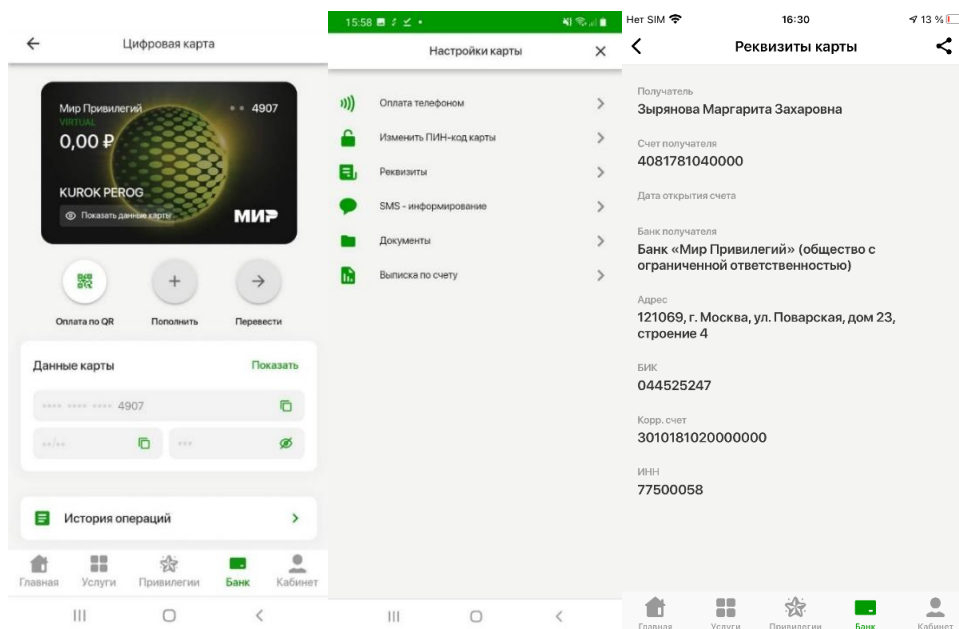 Цифровая карта
Мир Привилегий
4907
VIRTUAL
0,00 ₽
KUROK PEROG
Показать данные карты
МИР
Оплата по QR
Пополнить
Перевести
Данные карты
Показать
4907
История операций
Главная
Услуги
Привилегии
Банк
Кабинет
15:58
Настройки карты
Оплата телефоном
Изменить ПИН-код карты
Реквизиты
SMS - информирование
Документы
Выписка по счету
Нет SIM
16:30
13 %
Реквизиты карты
Получатель
Зырянова Маргарита Захаровна
Счет получателя
4081781040000
Дата открытия счета
Банк получателя
Банк «Мир Привилегий» (общество с
ограниченной ответственностью)
Адрес
121069, г. Москва, ул. Поварская, дом 23,
строение 4
БИК
044525247
Корр. счет
3010181020000000
ИНН
77500058
Главная
Услуги
Привилегии
Банк
Кабинет